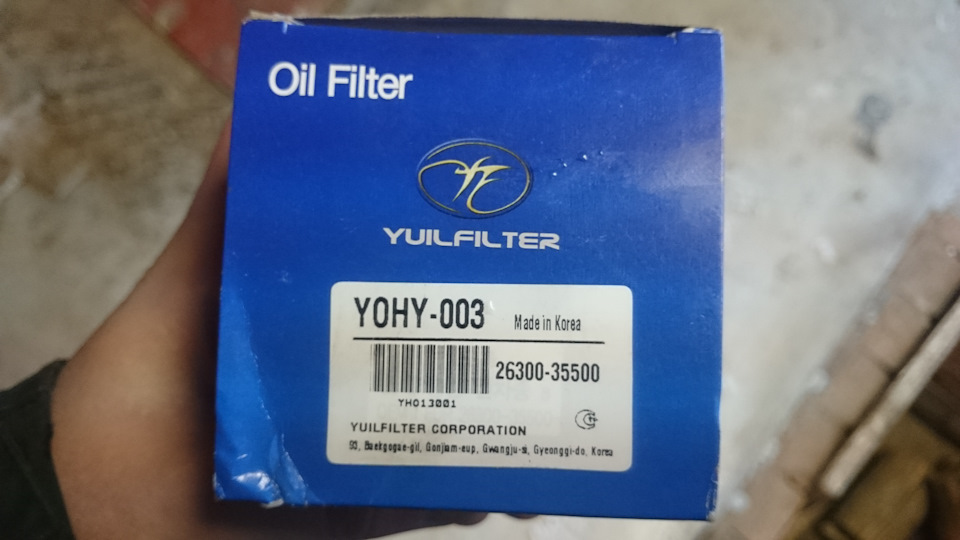 Oil Filter
YUILFILTER
YOHY-003 Made in Korea
26300-35500
YH013001
YUILFILTER CORPORATION
93, Baekgogae-gil, Gonjiam-eup, Gwangju-si, Gyeonggi-do, Korea